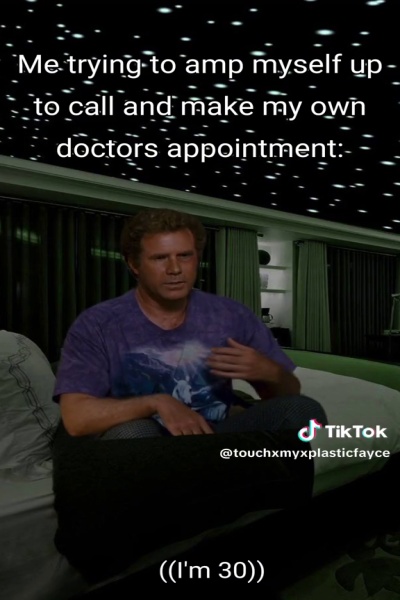 Me trying to amp myself up
to call and make my own
doctors appointment:
TikTok
@touchxmyxplasticfayce
((I'm 30))